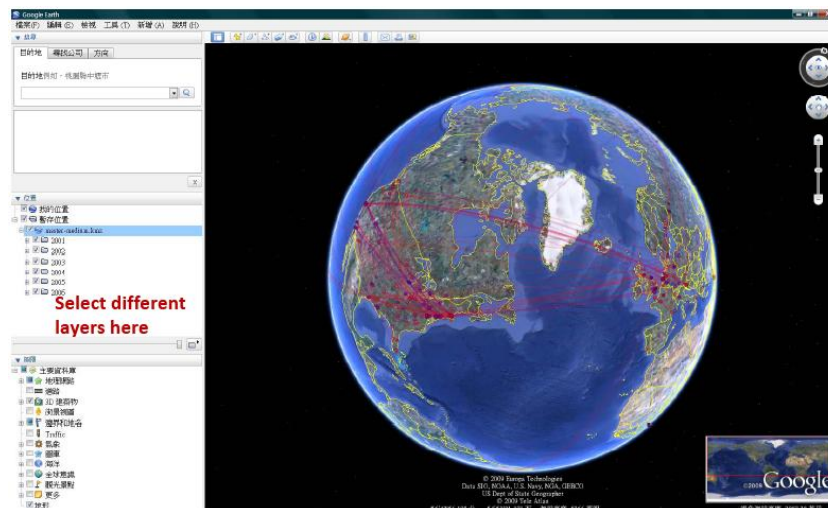 Google Earth
檔案(F) 編輯(E) 檢視 工具(T) 新增(A) 說明(H)
目的地 尋找公司 方向
目的地例如，桃園縣中壢市
位置
我的位置
暫存位置
2001
2002
2003
2004
2005
2006
Select different
layers here
主要資料庫
地理網路
道路
3D 建築物
街景視圖
邊界和地名
Traffic
氣象
圖庫
海洋
全球意識
觀光景點
更多
地形
© 2009 Europa Technologies
Data SIO, NOAA, U.S. Navy, NGA, GEBCO
US Dept of State Geographer
© 2009 Tele Atlas
©2009 Google